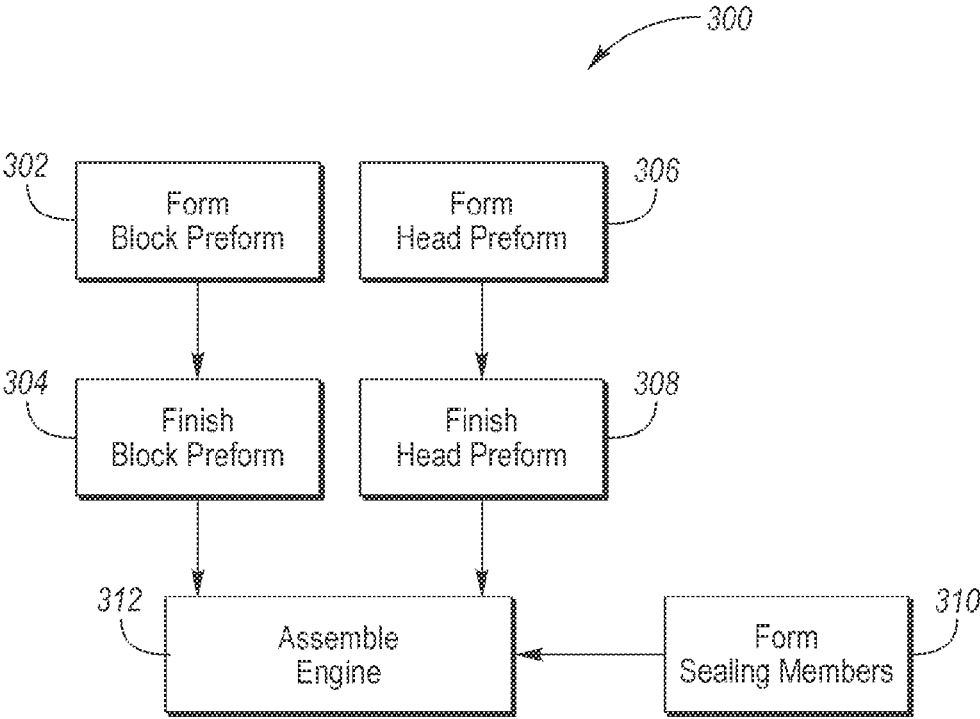 300
302
Form
Block Preform
306
Form
Head Preform
304
Finish
Block Preform
308
Finish
Head Preform
312
Assemble
Engine
310
Form
Sealing Members